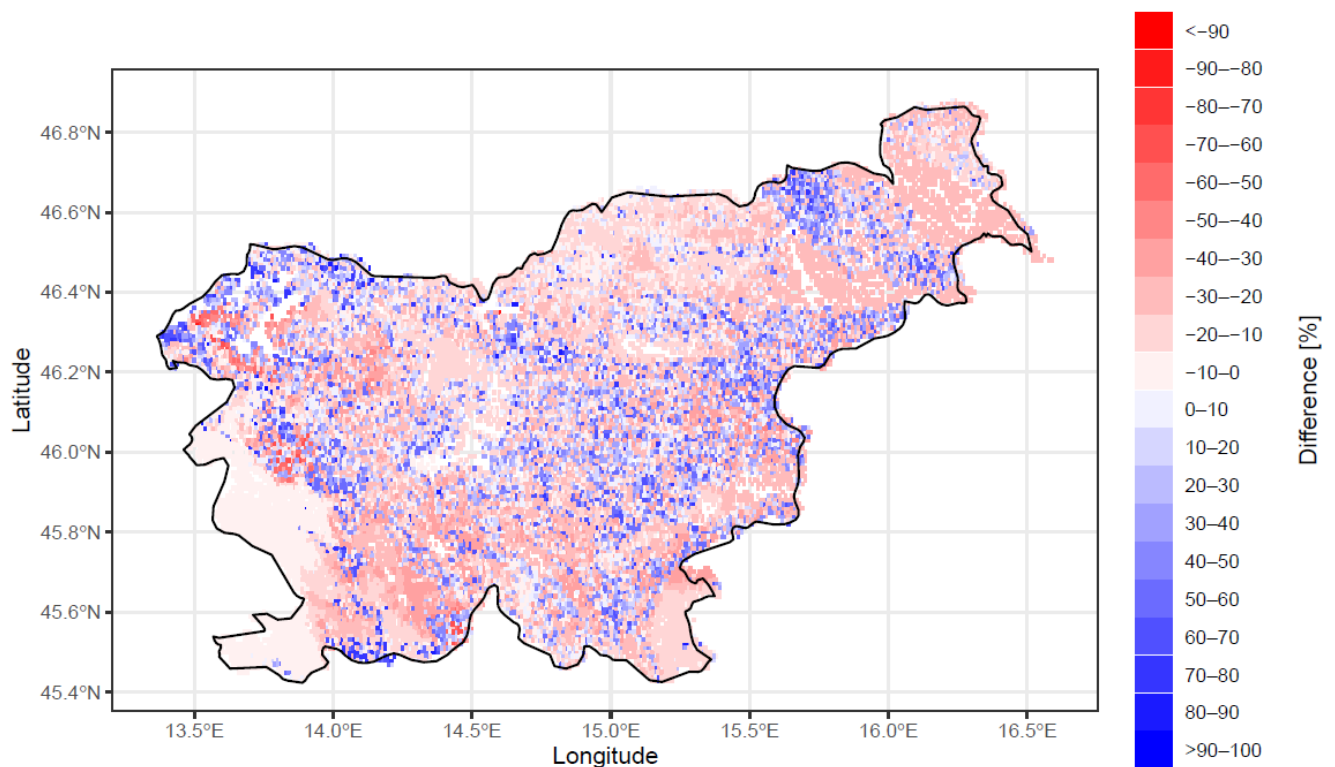 <−90
−90–−80
−80–−70
−70–−60
−60–−50
−50–−40
−40–−30
−30–−20
−20–−10
−10–0
0–10
10–20
20–30
30–40
40–50
50–60
60–70
70–80
80–90
>90–100
Difference [%]
46.8°N
46.6°N
46.4°N
46.2°N
46.0°N
45.8°N
45.6°N
45.4°N
Latitude
13.5°E 14.0°E 14.5°E 15.0°E 15.5°E 16.0°E 16.5°E
Longitude